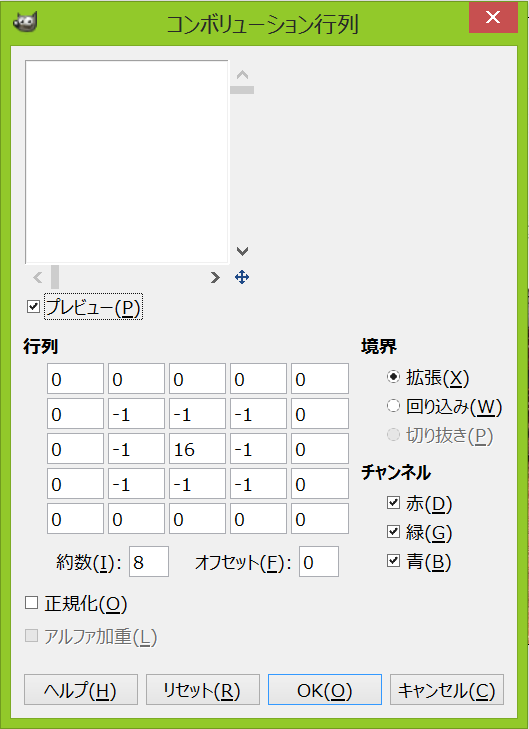 コンボリューション行列
プレビュー(P)
行列
0 0 0 0 0
0 -1 -1 -1 0
0 -1 16 -1 0
0 -1 -1 -1 0
0 0 0 0 0
約数(I): 8 オフセット(F): 0
正規化(O)
アルファ加重(L)
境界
拡張(X)
回り込み(W)
切り抜き(P)
チャンネル
赤(D)
緑(G)
青(B)
ヘルプ(H) リセット(R) OK(O) キャンセル(C)